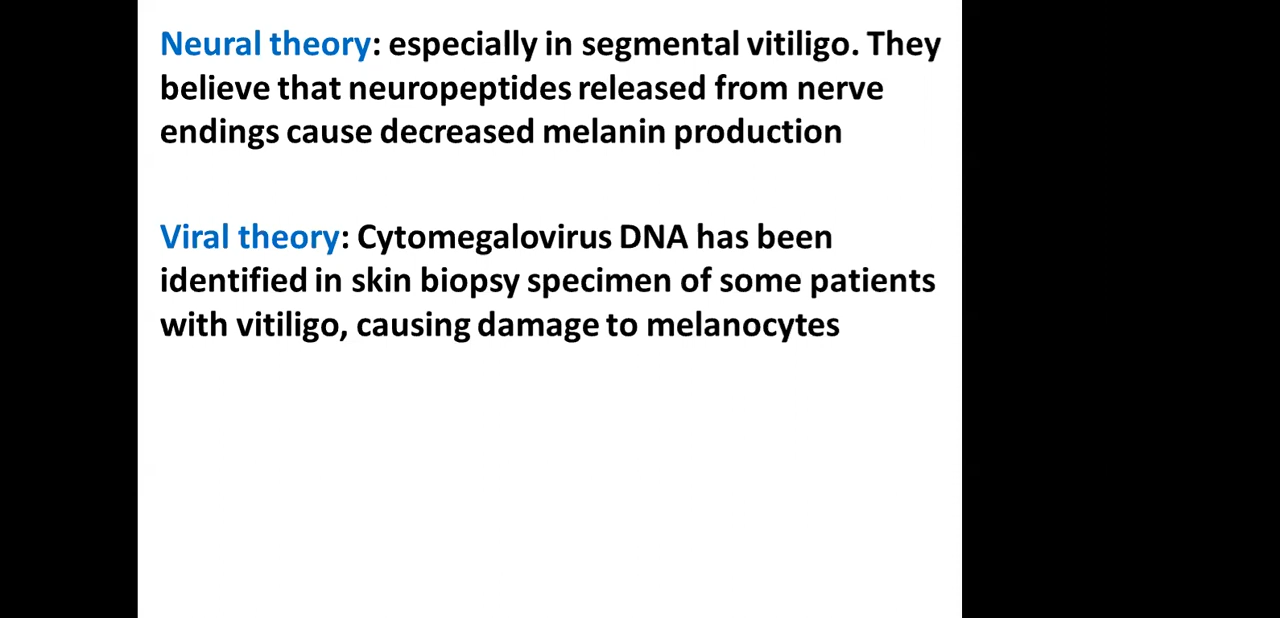 Neural theory: especially in segmental vitiligo. They
believe that neuropeptides released from nerve
endings cause decreased melanin production
Viral theory: Cytomegalovirus DNA has been
identified in skin biopsy specimen of some patients
with vitiligo, causing damage to melanocytes